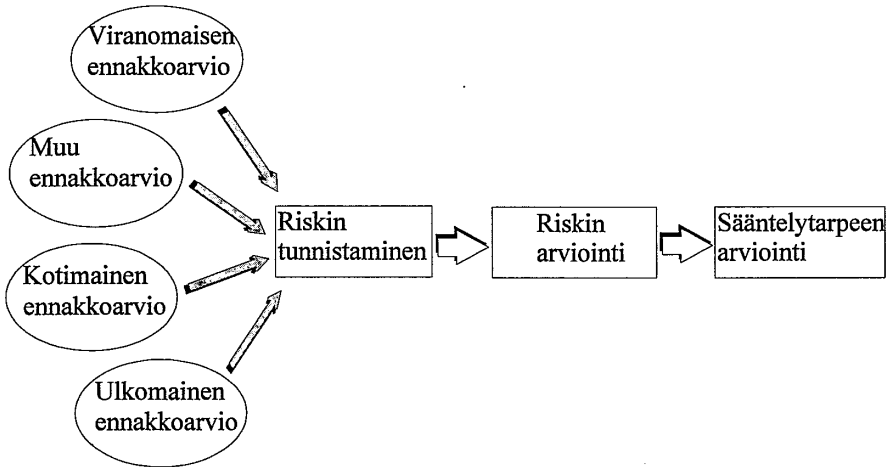 Viranomaisen
ennakkoarvio
Muu
ennakkoarvio
Kotimainen
ennakkoarvio
Ulkomainen
ennakkoarvio
Riskin
tunnistaminen
Riskin
arviointi
Sääntelytarpeen
arviointi